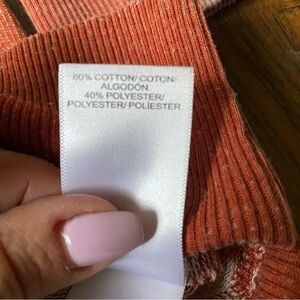 60% COTTON/ COTON/
ALGODÓN
40% POLYESTER/
POLYESTER/ POLIÉSTER